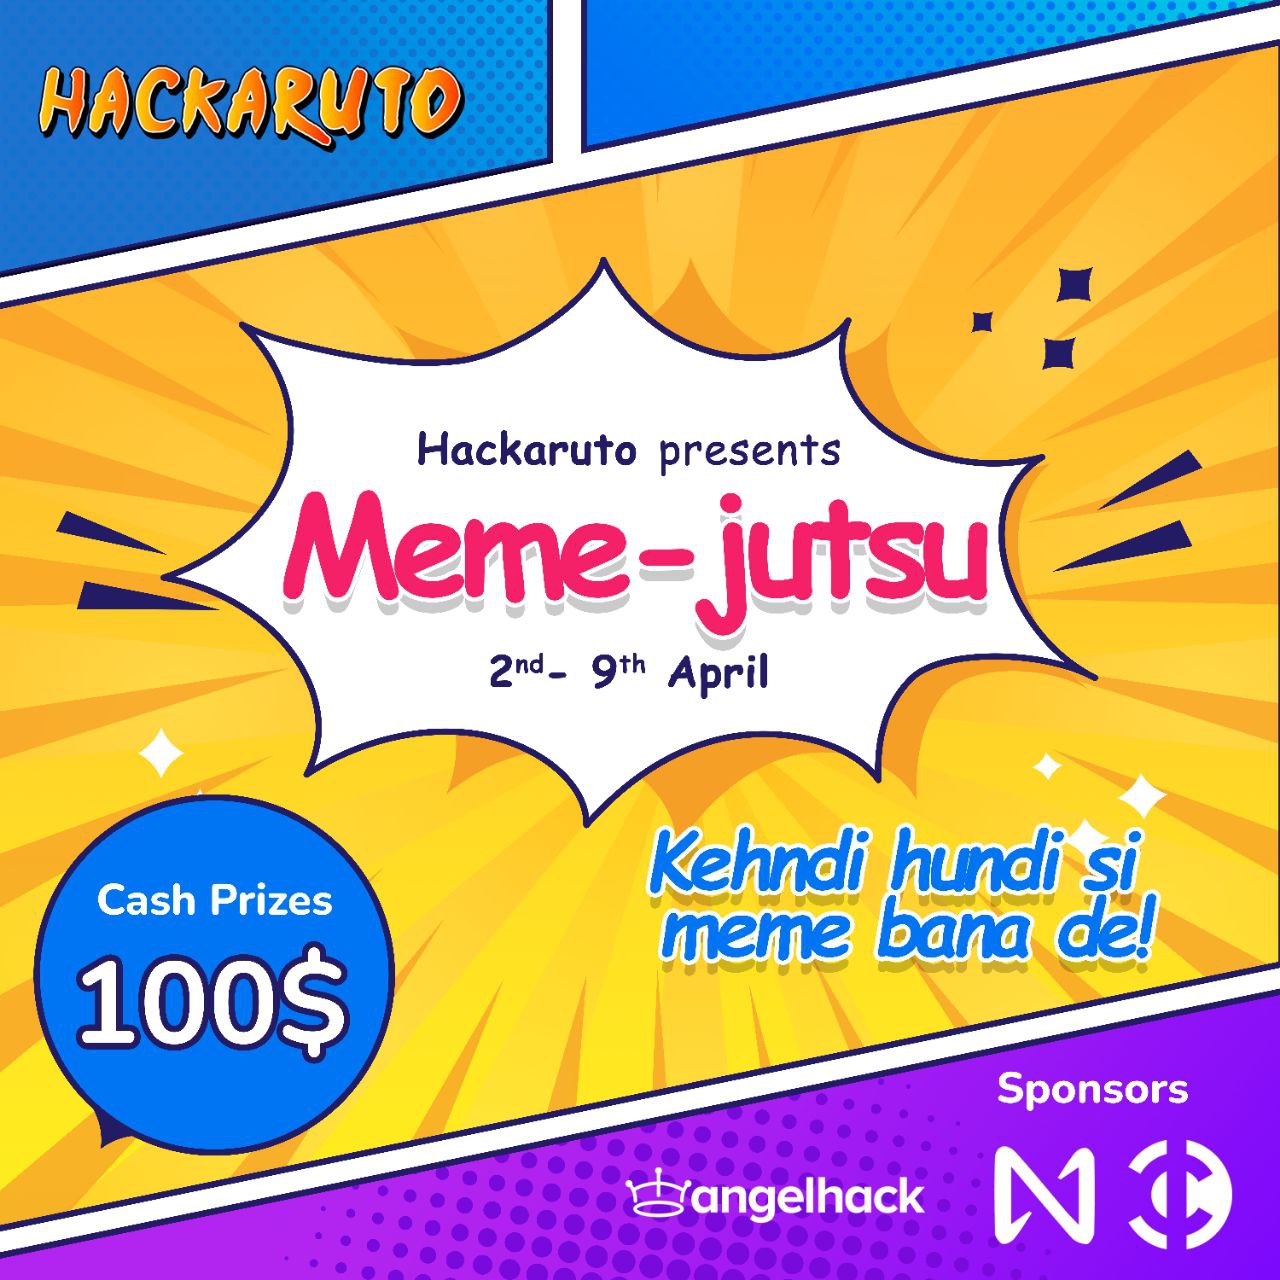 HACKARUTO
Hackaruto presents
Meme-jutsu
2nd- 9th April
Kehndi hundi si
meme bana de!
Cash Prizes
100$
Sponsors
angelhack